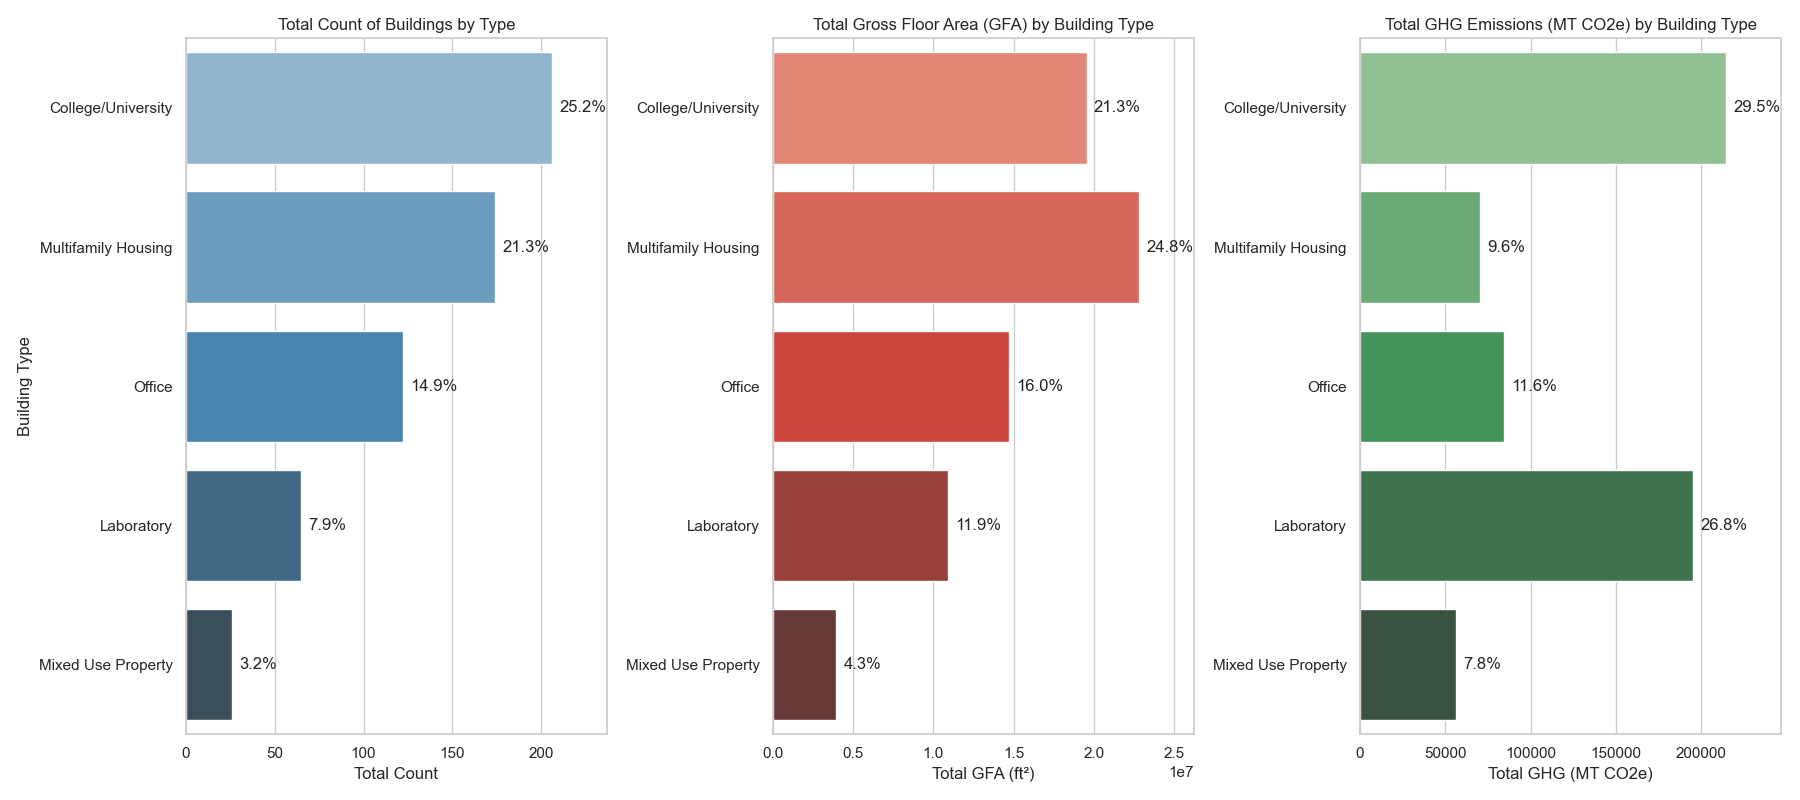 Total Count of Buildings by Type
Building Type
College/University
25.2%
Multifamily Housing
21.3%
Office
14.9%
Laboratory
7.9%
Mixed Use Property
3.2%
0 50 100 150 200
Total Count
Total Gross Floor Area (GFA) by Building Type
College/University
21.3%
Multifamily Housing
24.8%
Office
16.0%
Laboratory
11.9%
Mixed Use Property
4.3%
0.0 0.5 1.0 1.5 2.0 2.5
1e7
Total GFA (ft²)
Total GHG Emissions (MT CO2e) by Building Type
College/University
29.5%
Multifamily Housing
9.6%
Office
11.6%
Laboratory
26.8%
Mixed Use Property
7.8%
0 50000 100000 150000 200000
Total GHG (MT CO2e)